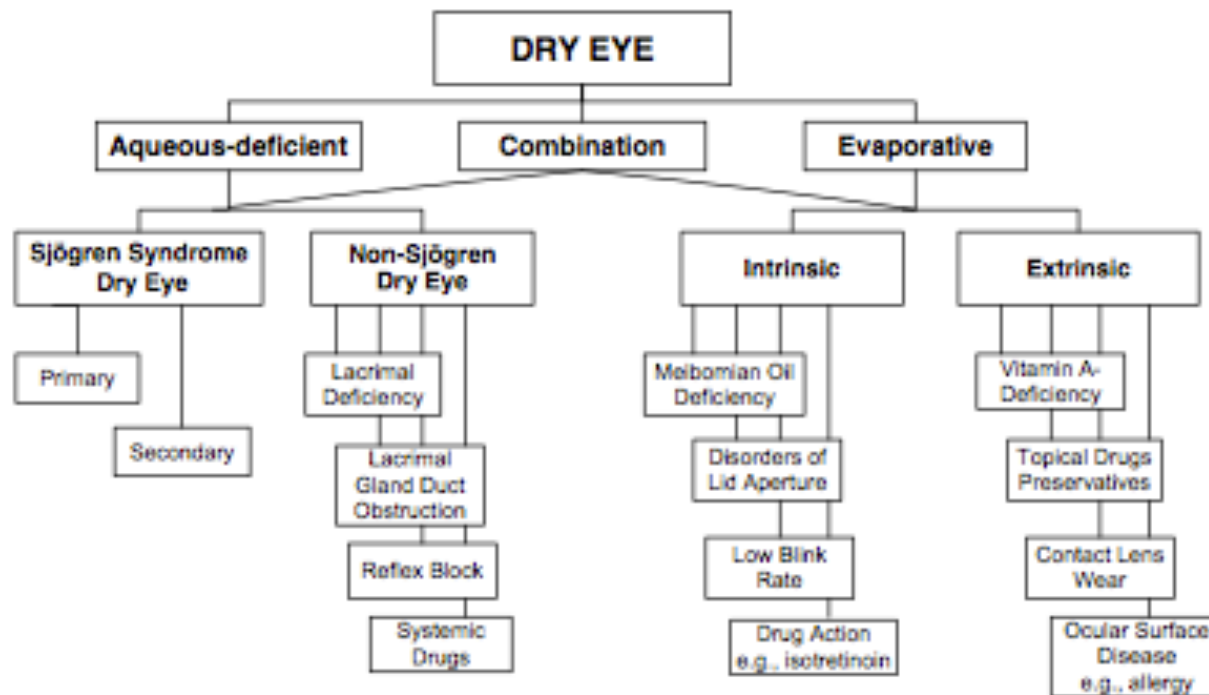 DRY EYE
Aqueous-deficient
Combination
Evaporative
Sjögren Syndrome
Dry Eye
Non-Sjögren
Dry Eye
Intrinsic
Extrinsic
Primary
Secondary
Lacrimal
Deficiency
Lacrimal
Gland Duct
Obstruction
Reflex Block
Systemic
Drugs
Meibomian Oil
Deficiency
Disorders of
Lid Aperture
Low Blink
Rate
Drug Action
e.g., isotretinoin
Vitamin A-
Deficiency
Topical Drugs
Preservatives
Contact Lens
Wear
Ocular Surface
Disease
e.g., allergy